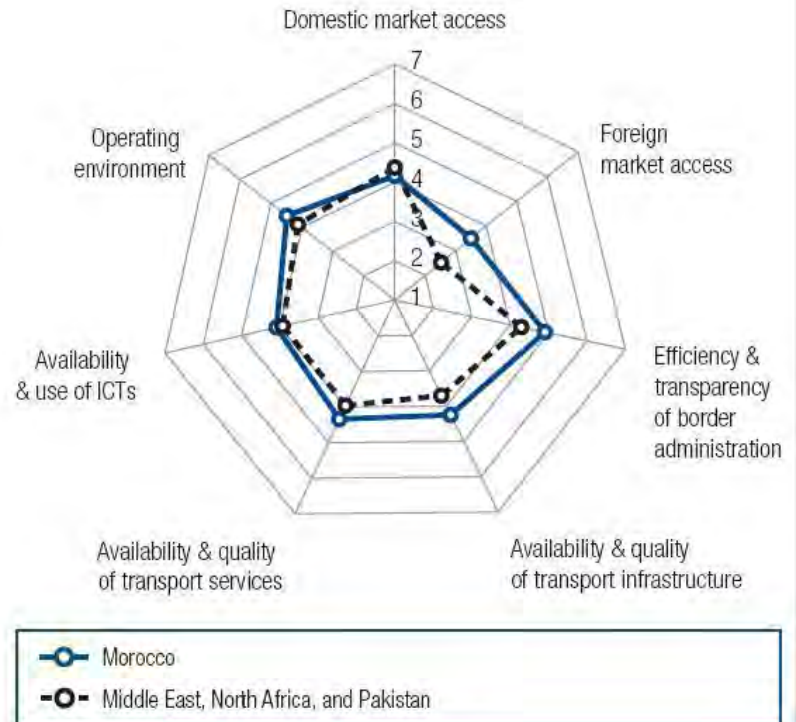 Domestic market access
7
6
5
4
3
2
1
Foreign
market access
Efficiency &
transparency
of border
administration
Availability & quality
of transport infrastructure
Availability & quality
of transport services
Availability
& use of ICTs
Operating
environment
Morocco
Middle East, North Africa, and Pakistan